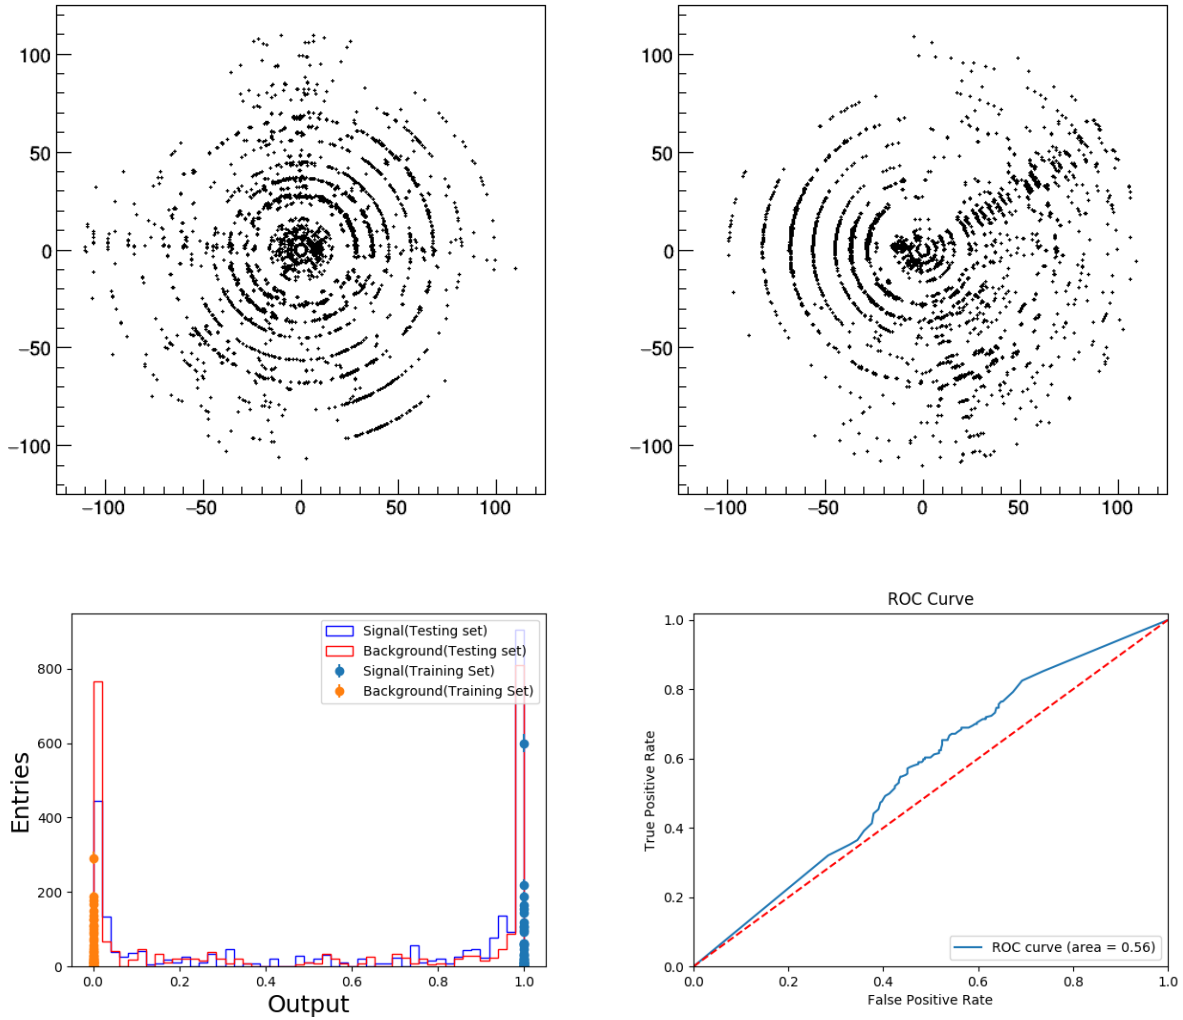 100
50
0
−50
−100
−100 −50 0 50 100
100
50
0
−50
−100
−100 −50 0 50 100
Signal(Testing set)
Background(Testing set)
Signal(Training Set)
Background(Training Set)
800
600
400
200
0
Entries
0.0 0.2 0.4 0.6 0.8 1.0
Output
ROC Curve
1.0
0.8
0.6
0.4
0.2
0.0
True Positive Rate
ROC curve (area = 0.56)
0.0 0.2 0.4 0.6 0.8 1.0
False Positive Rate